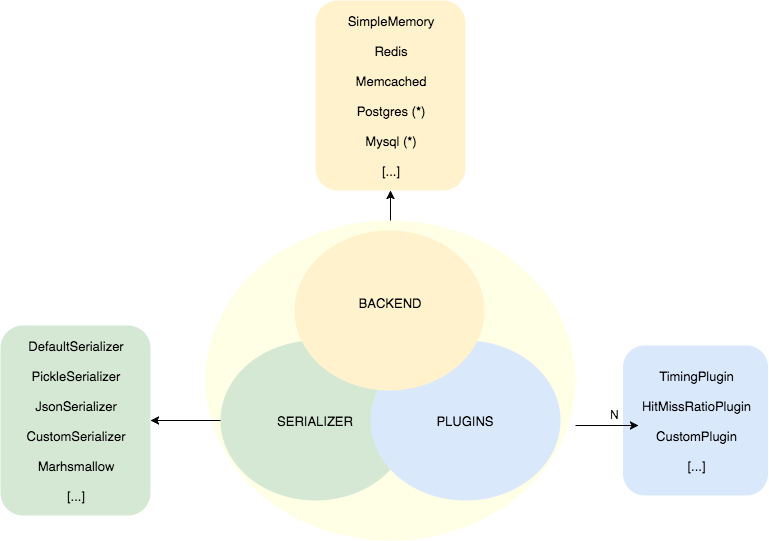 SimpleMemory
Redis
Memcached
Postgres (*)
Mysql (*)
[...]
BACKEND
DefaultSerializer
PickleSerializer
JsonSerializer
CustomSerializer
Marhsmallow
[...]
SERIALIZER
PLUGINS
N
TimingPlugin
HitMissRatioPlugin
CustomPlugin
[...]